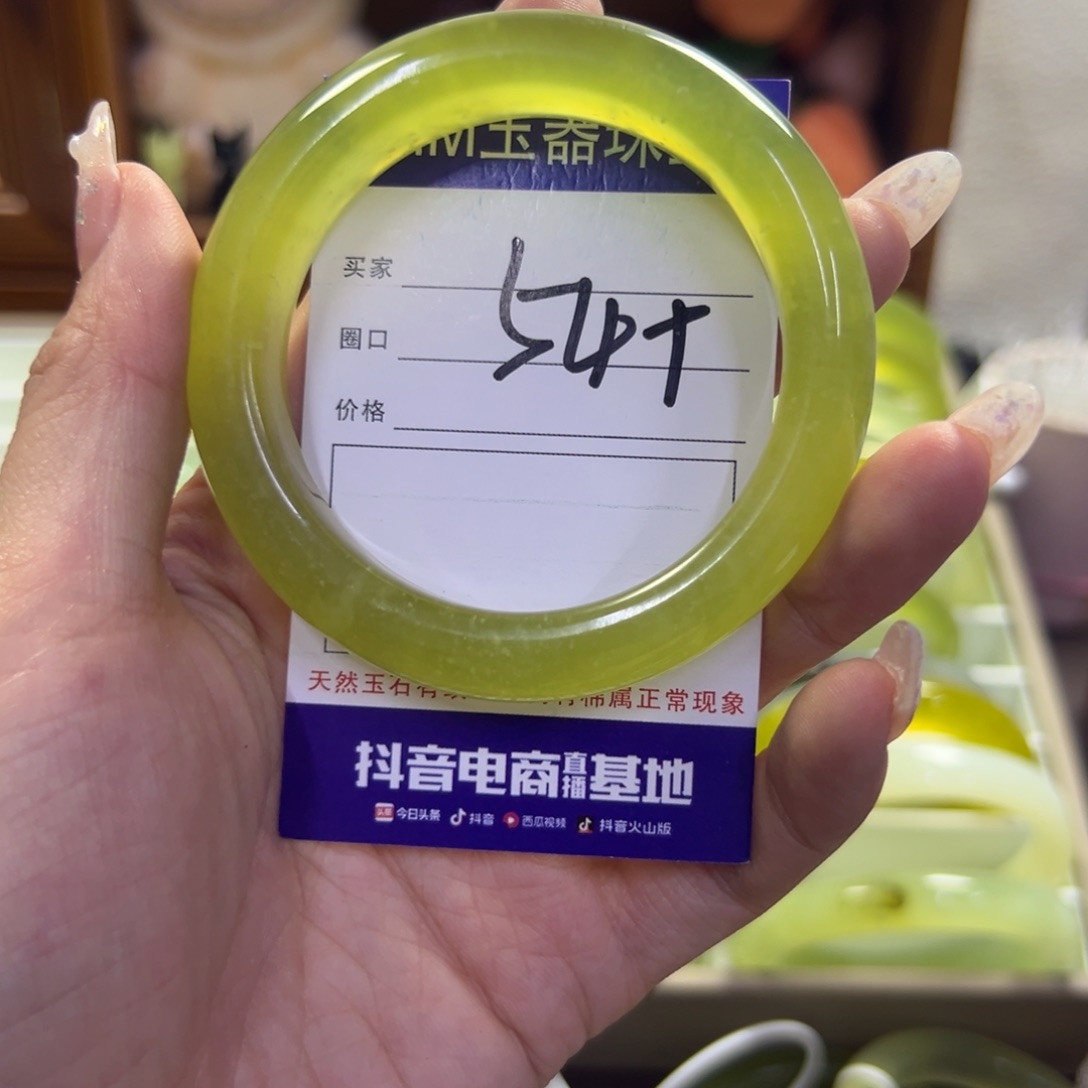 玉器珠
买家
54+
圈口
价格
天然玉石有 棉属正常现象
抖音电商直播基地
今日头条 抖音 西瓜视频 抖音火山版